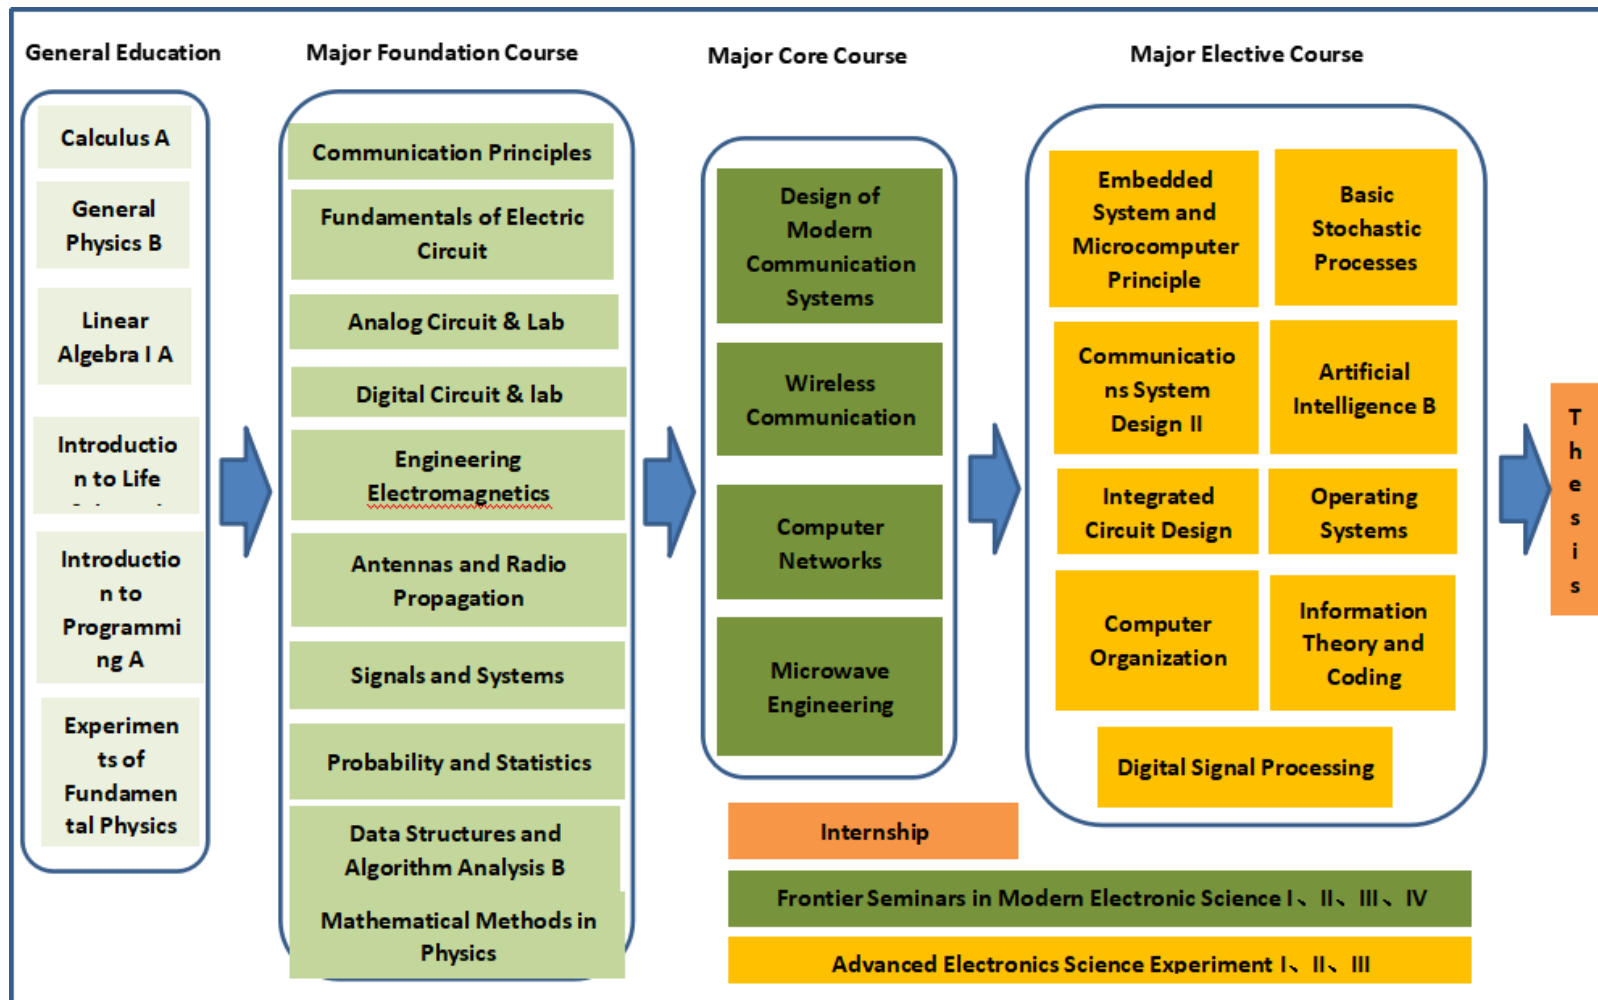 General Education
Calculus A
General
Physics B
Linear
Algebra I A
Introductio
n to Life
Introductio
n to
Programmi
ng A
Experimen
ts of
Fundamen
tal Physics
Major Foundation Course
Communication Principles
Fundamentals of Electric
Circuit
Analog Circuit & Lab
Digital Circuit & lab
Engineering
Electromagnetics
Antennas and Radio
Propagation
Signals and Systems
Probability and Statistics
Data Structures and
Algorithm Analysis B
Mathematical Methods in
Physics
Major Core Course
Design of
Modern
Communication
Systems
Wireless
Communication
Computer
Networks
Microwave
Engineering
Major Elective Course
Embedded
System and
Microcomputer
Principle
Basic
Stochastic
Processes
Communicatio
ns System
Design II
Artificial
Intelligence B
Integrated
Circuit Design
Operating
Systems
Computer
Organization
Information
Theory and
Coding
Digital Signal Processing
Internship
Frontier Seminars in Modern Electronic Science I、II、III、IV
Advanced Electronics Science Experiment I、II、III
T
h
e
s
i
s